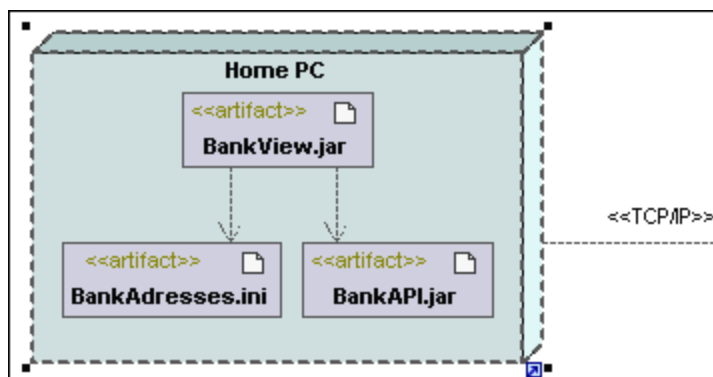 Home PC
<<artifact>>
BankView.jar
<<TCP/IP>>
<<artifact>>
BankAdresses.ini
<<artifact>>
BankAPI.jar